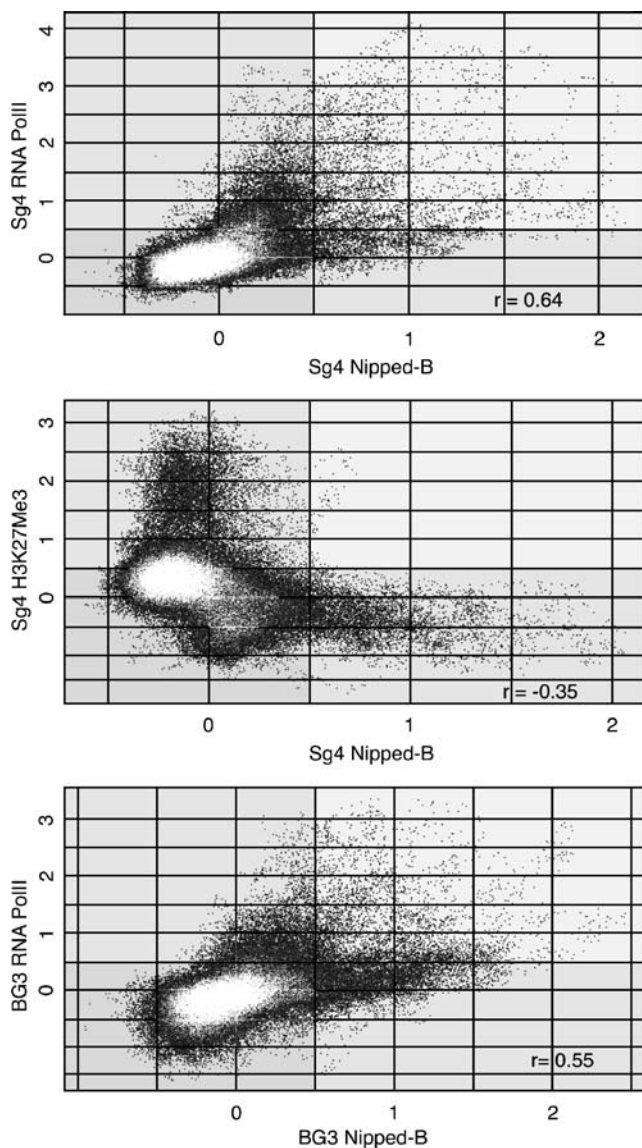 4
3
2
1
0
Sg4 RNA PolII
r = 0.64
0 1 2
Sg4 Nipped-B
3
2
1
0
Sg4 H3K27Me3
r = -0.35
0 1 2
Sg4 Nipped-B
3
2
1
0
BG3 RNA PolII
r= 0.55
0 1 2
BG3 Nipped-B